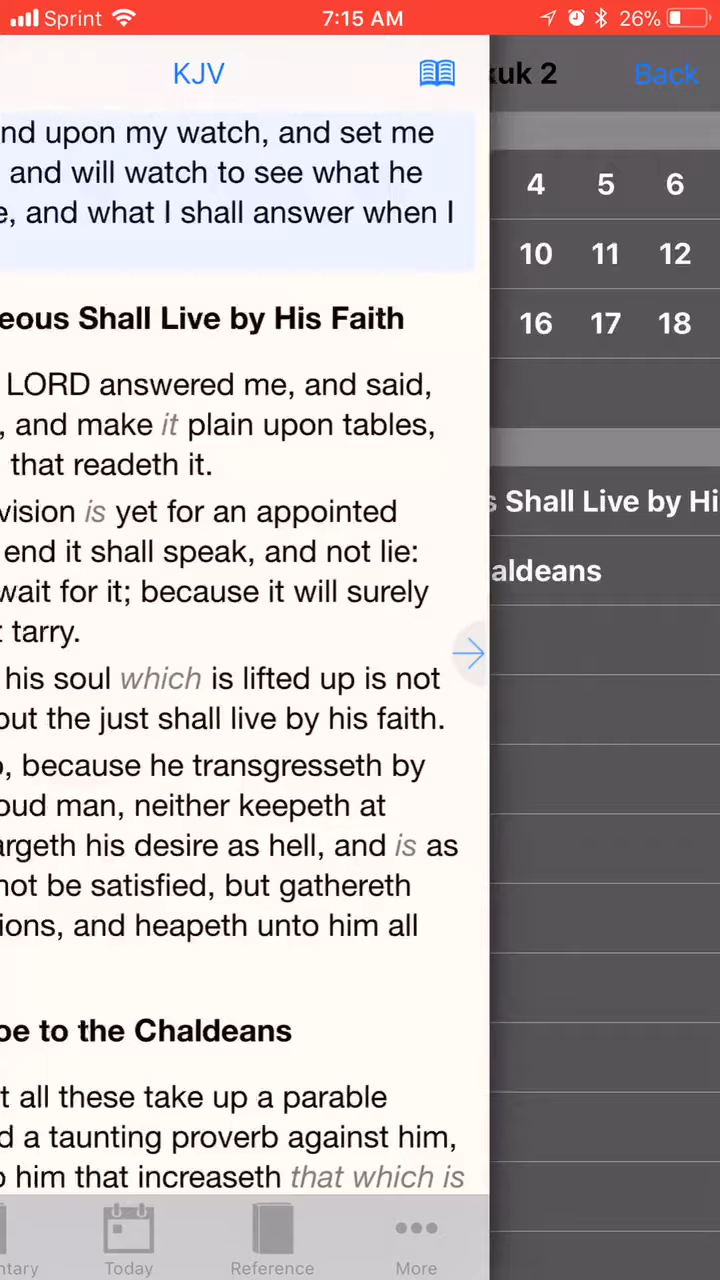 Sprint 7:15 AM 26%
KJV
nd upon my watch, and set me
and will watch to see what he
e, and what I shall answer when I
eous Shall Live by His Faith
LORD answered me, and said,
, and make it plain upon tables,
that readeth it.
vision is yet for an appointed
end it shall speak, and not lie:
wait for it; because it will surely
t tarry.
his soul which is lifted up is not
out the just shall live by his faith.
o, because he transgresseth by
oud man, neither keepeth at
argeth his desire as hell, and is as
not be satisfied, but gathereth
ions, and heapeth unto him all
oe to the Chaldeans
t all these take up a parable
d a taunting proverb against him,
o him that increaseth that which is
ntary Today Reference More
kuk 2 Back
4 5 6
10 11 12
16 17 18
s Shall Live by Hi
aldeans